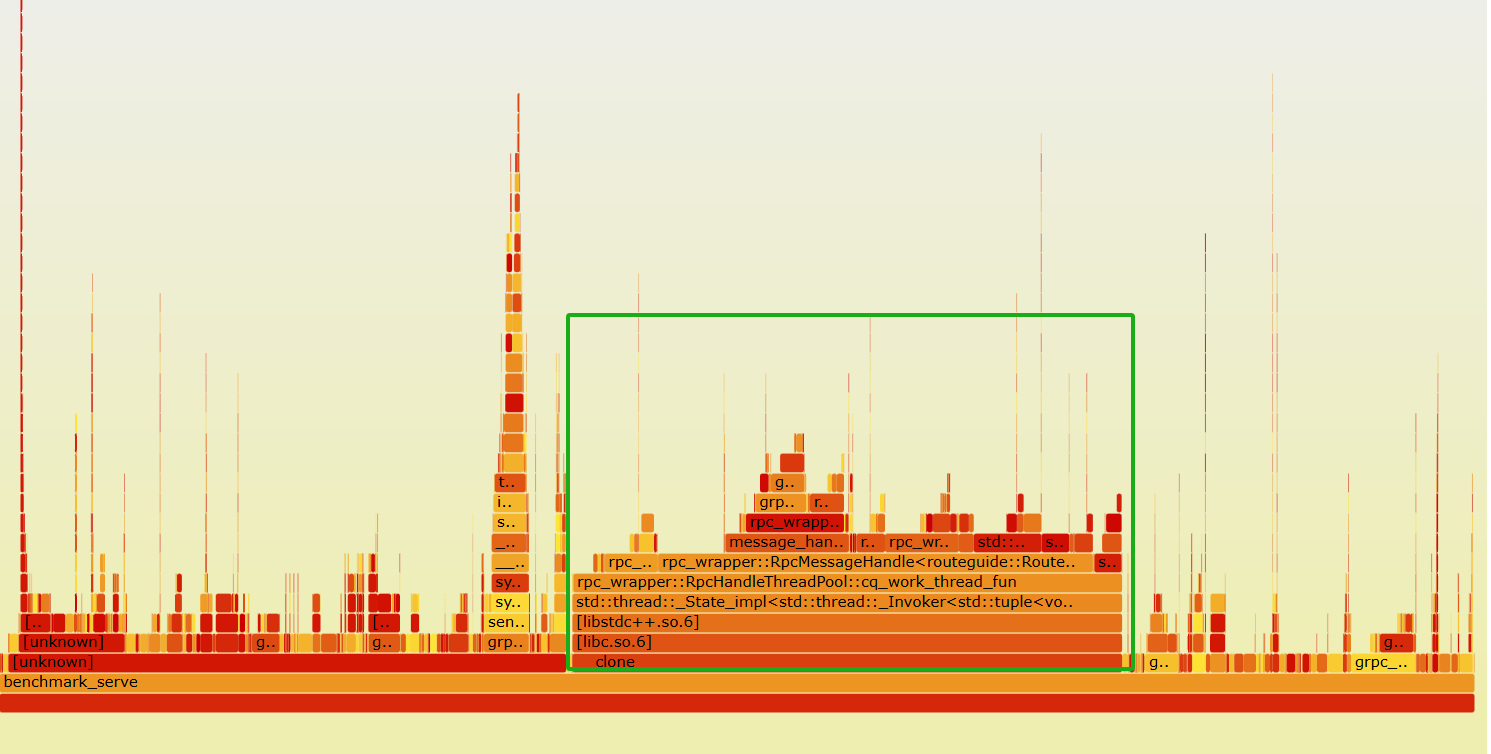 t..
g..
i..
grp..
r..
s..
rpc_wrapp..
_..
message_han..
r..
rpc_wr..
std::..
s..
__..
rpc_..
rpc_wrapper::RpcMessageHandle<routeguide::Route..
s..
sy..
rpc_wrapper::RpcHandleThreadPool::cq_work_thread_fun
sy..
std::thread::_State_impl<std::thread::_Invoker<std::tuple<vo..
[..
[..
sen..
[libstdc++.so.6]
[unknown]
g..
g..
grp..
[libc.so.6]
g..
[unknown]
clone
g..
grpc_..
benchmark_serve